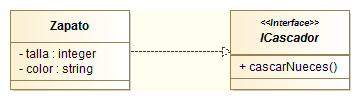 Zapato
- talla : integer
- color : string
<<Interface>>
ICascador
+ cascarNueces()